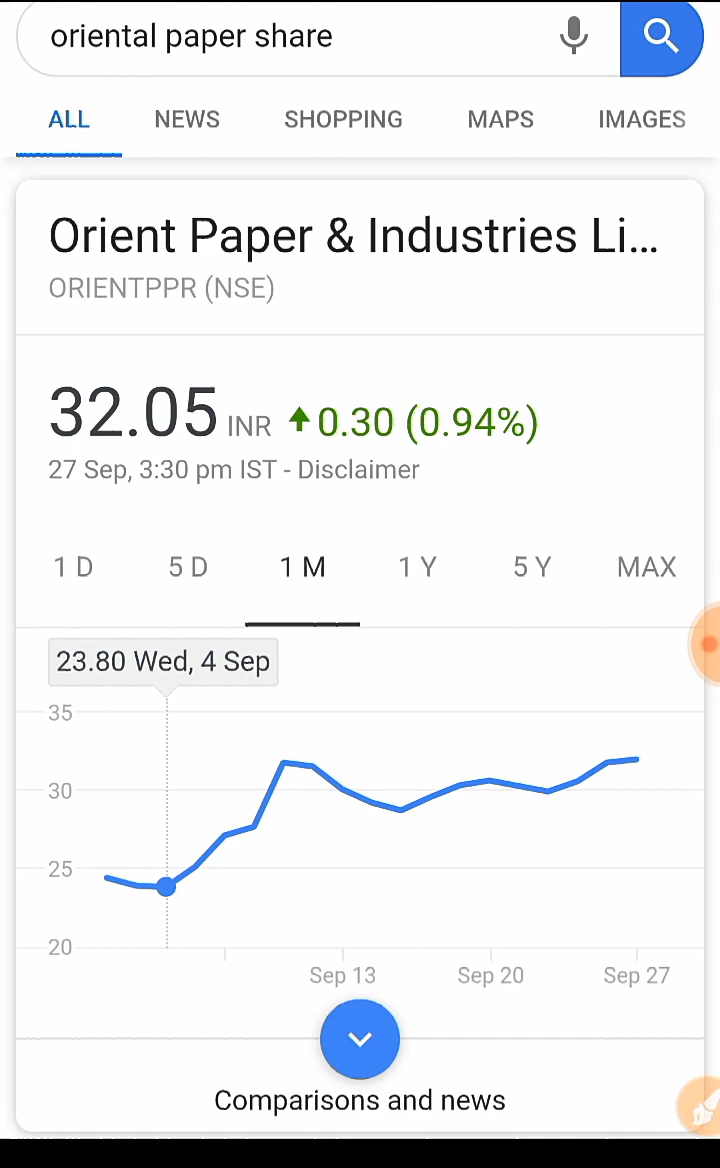 oriental paper share
ALL NEWS SHOPPING MAPS IMAGES
Orient Paper & Industries Li...
ORIENTPPR (NSE)
32.05 INR 0.30 (0.94%)
27 Sep, 3:30 pm IST - Disclaimer
1 D 5 D 1 M 1 Y 5 Y MAX
23.80 Wed, 4 Sep
35
30
25
20
Sep 13 Sep 20 Sep 27
Comparisons and news